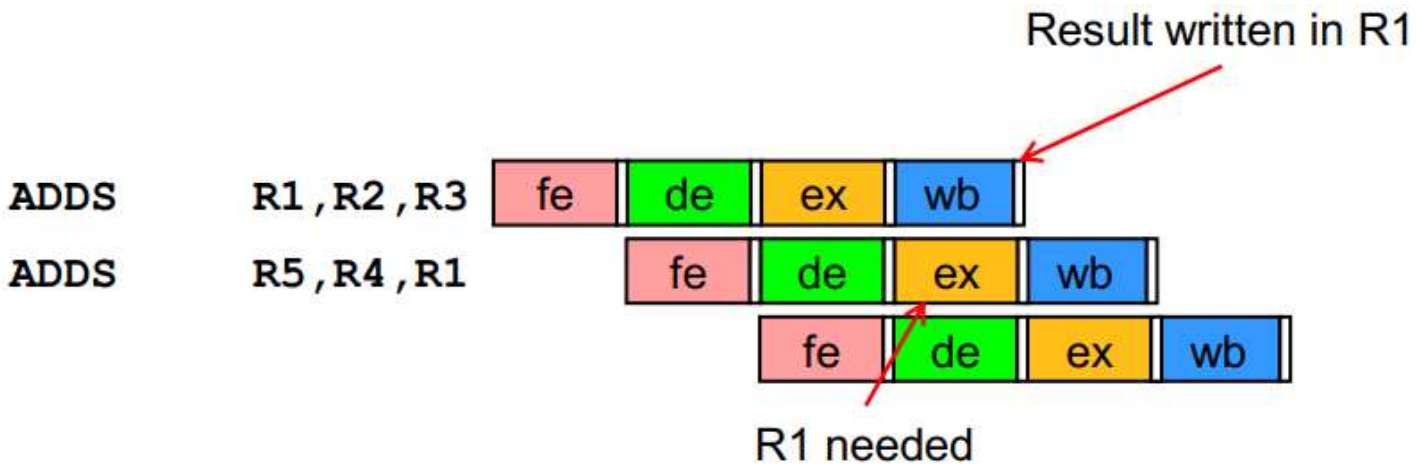 Result written in R1
ADDS R1,R2,R3 fe de ex wb
ADDS R5,R4,R1 fe de ex wb
fe de ex wb
R1 needed